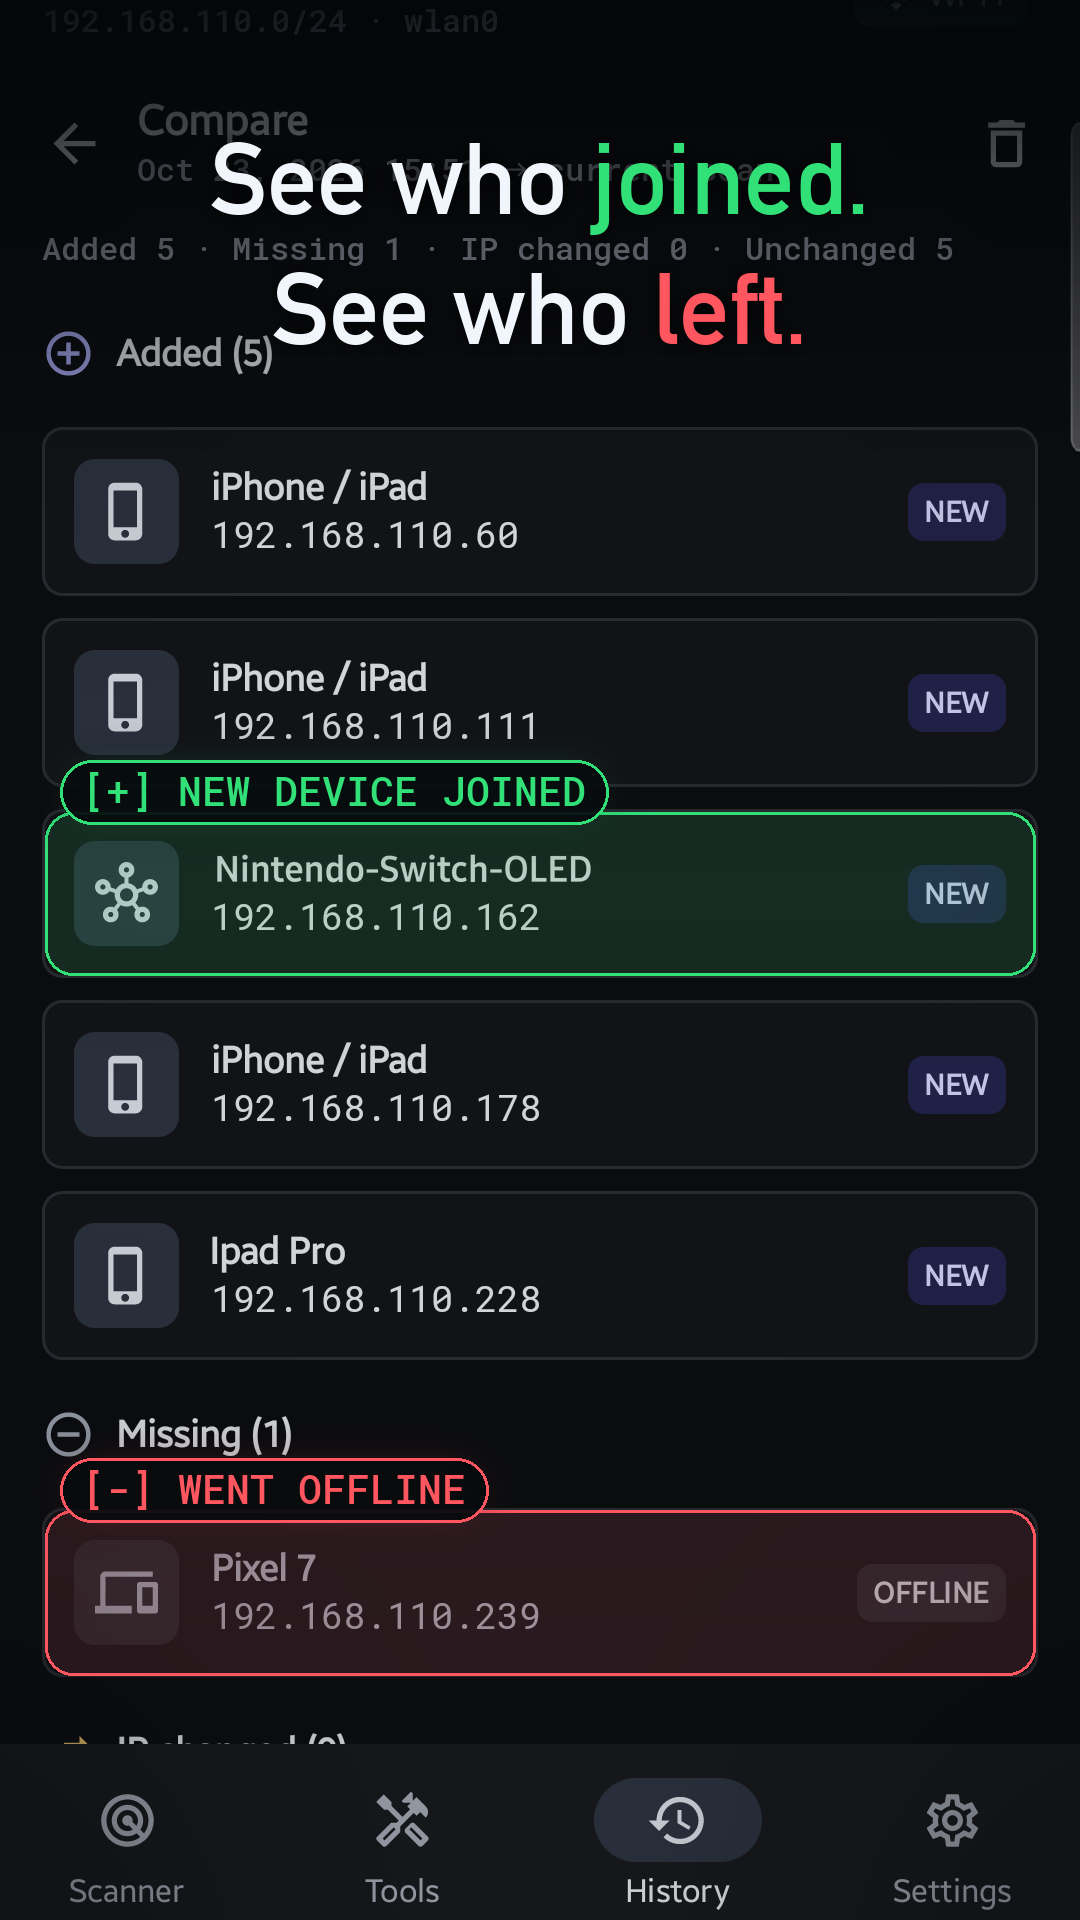 192.168.110.0/24 · wlan0
Compare
See who joined.
Added 5 · Missing 1 · IP changed 0 · Unchanged 5
See who left.
Added (5)
iPhone / iPad
192.168.110.60
NEW
iPhone / iPad
192.168.110.111
NEW
[+] NEW DEVICE JOINED
Nintendo-Switch-OLED
192.168.110.162
NEW
iPhone / iPad
192.168.110.178
NEW
Ipad Pro
192.168.110.228
NEW
Missing (1)
[-] WENT OFFLINE
Pixel 7
192.168.110.239
OFFLINE
IP changed (0)
Scanner
Tools
History
Settings